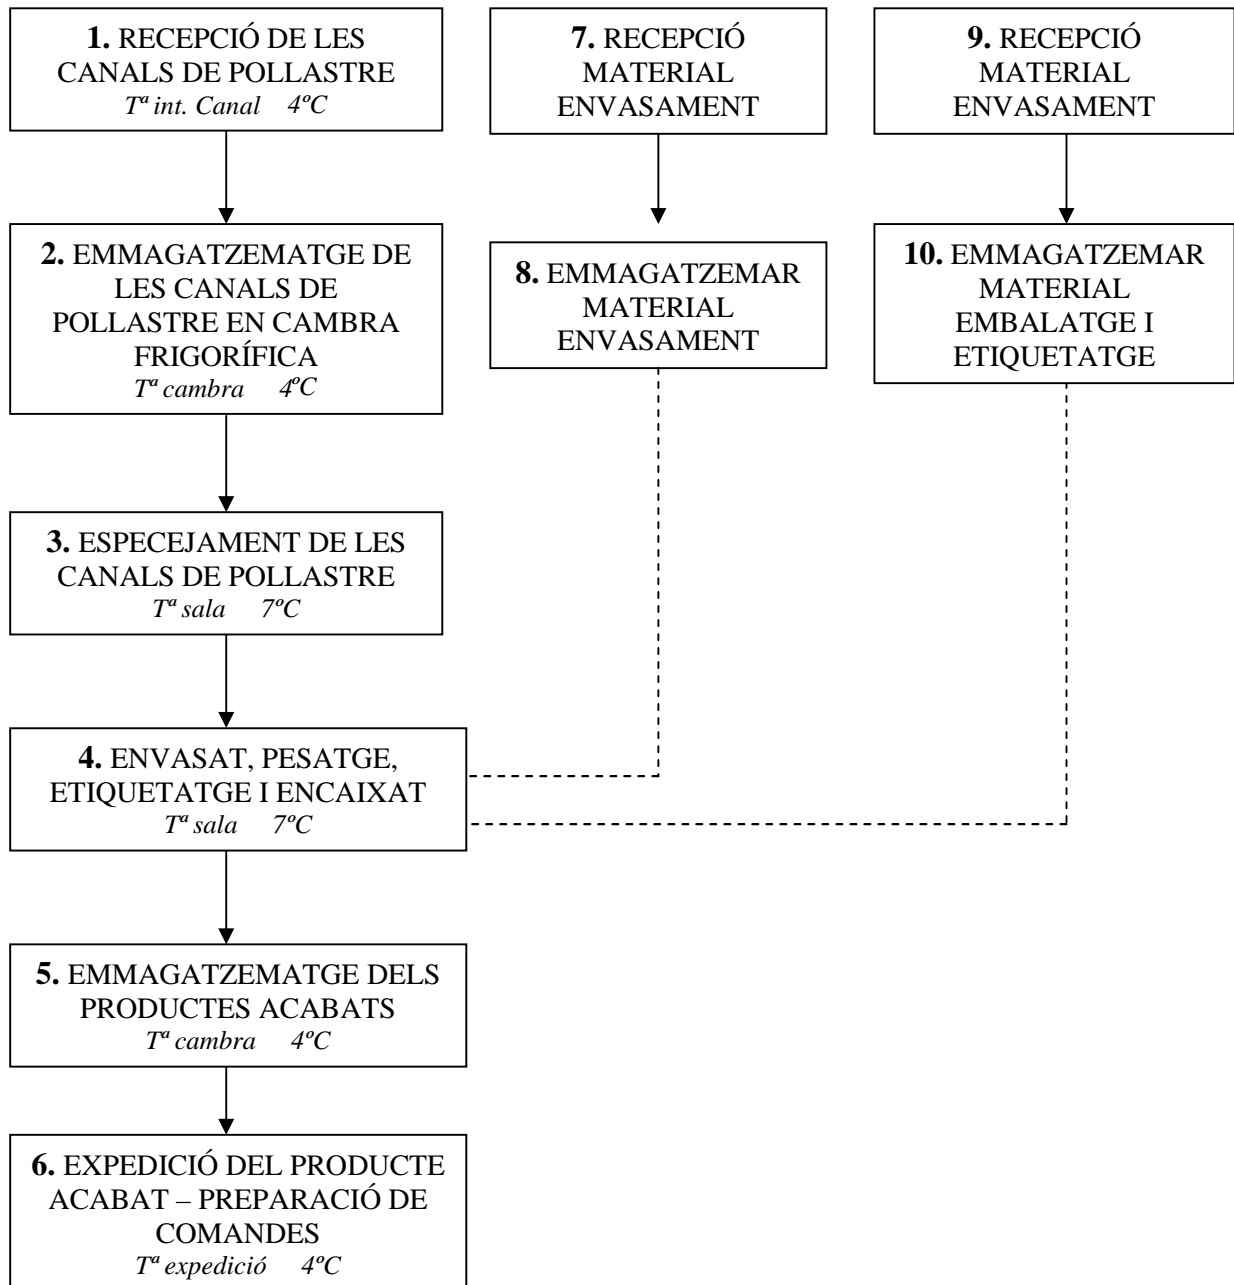 1. RECEPCIÓ DE LES
CANALS DE POLLASTRE
Tª int. Canal 4ºC
7. RECEPCIÓ
MATERIAL
ENVASAMENT
9. RECEPCIÓ
MATERIAL
ENVASAMENT
2. EMMAGATZEMATGE DE
LES CANALS DE
POLLASTRE EN CAMBRA
FRIGORÍFICA
Tª cambra 4ºC
8. EMMAGATZEMAR
MATERIAL
ENVASAMENT
10. EMMAGATZEMAR
MATERIAL
EMBALATGE I
ETIQUETATGE
3. ESPECEJAMENT DE LES
CANALS DE POLLASTRE
Tª sala 7ºC
4. ENVASAT, PESATGE,
ETIQUETATGE I ENCAIXAT
Tª sala 7ºC
5. EMMAGATZEMATGE DELS
PRODUCTES ACABATS
Tª cambra 4ºC
6. EXPEDICIÓ DEL PRODUCTE
ACABAT – PREPARACIÓ DE
COMANDES
Tª expedició 4ºC